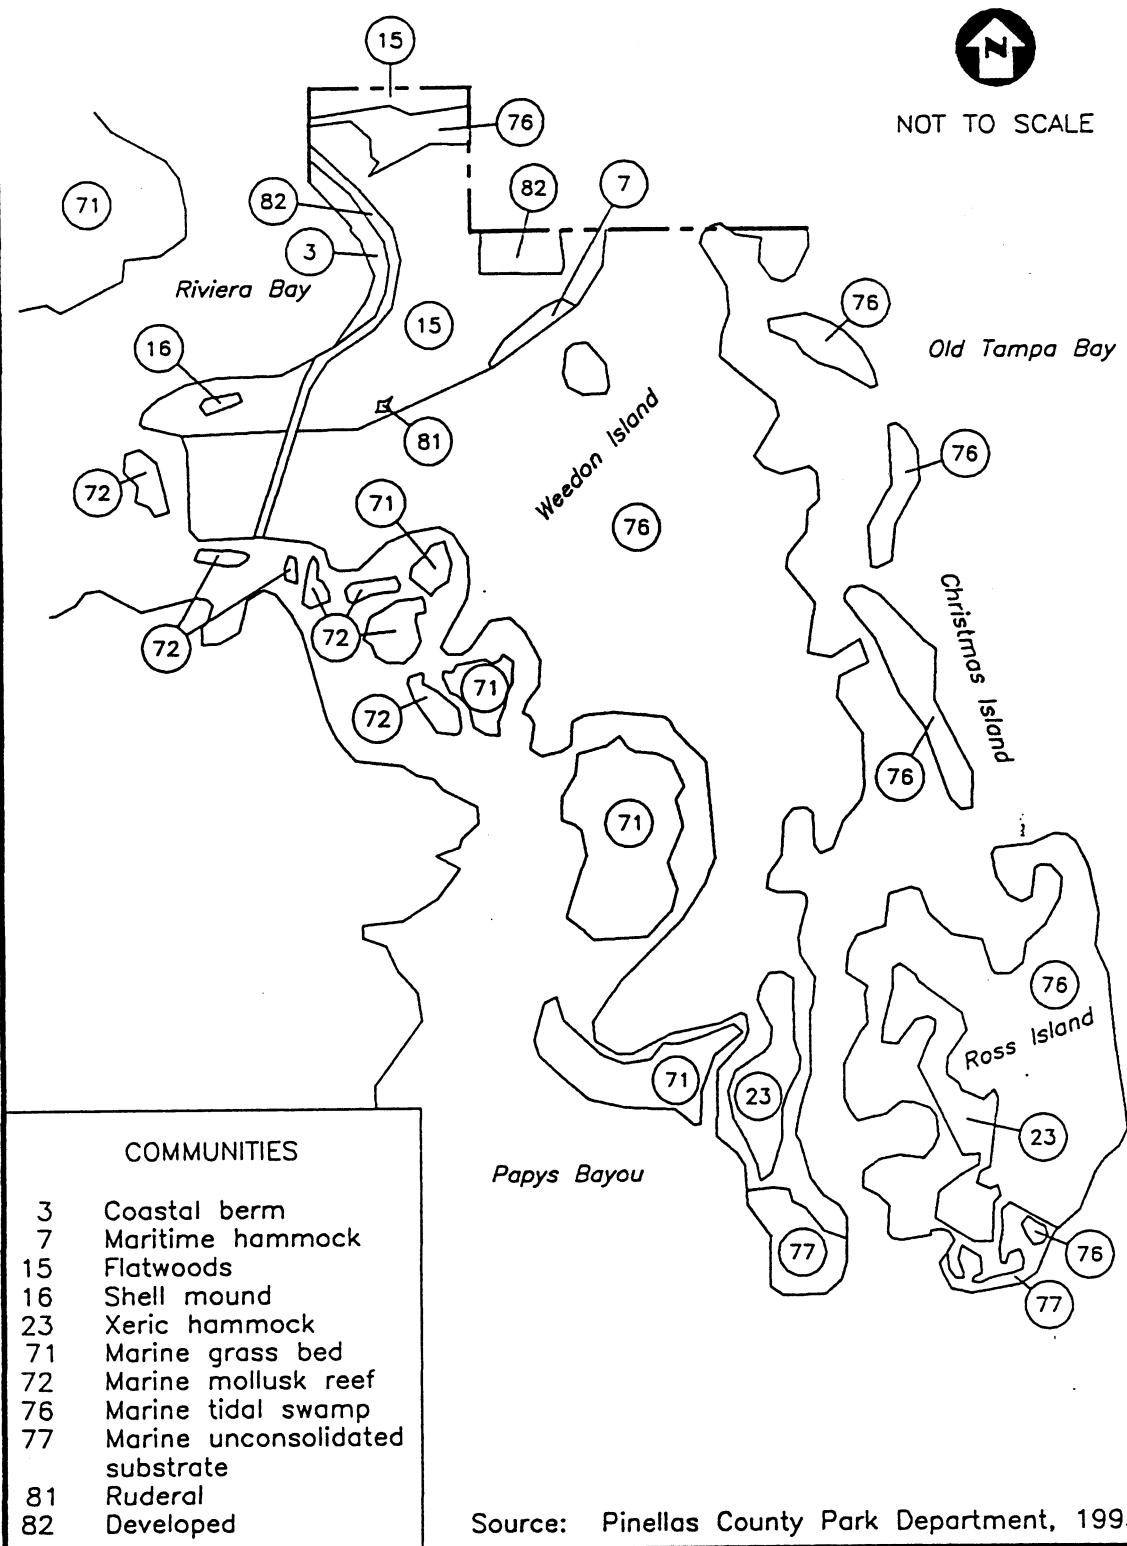 15
N
76
NOT TO SCALE
82
7
71
82
3
Riviera Bay
76
15
Old Tampa Bay
16
81
76
72
Weedon Island
71
76
Christmas Island
72
72
71
72
76
71
76
Ross Island
71
23
23
Papys Bayou
77
76
77
COMMUNITIES
3 Coastal berm
7 Maritime hammock
15 Flatwoods
16 Shell mound
23 Xeric hammock
71 Marine grass bed
72 Marine mollusk reef
76 Marine tidal swamp
77 Marine unconsolidated
substrate
81 Ruderal
82 Developed
Source: Pinellas County Park Department,